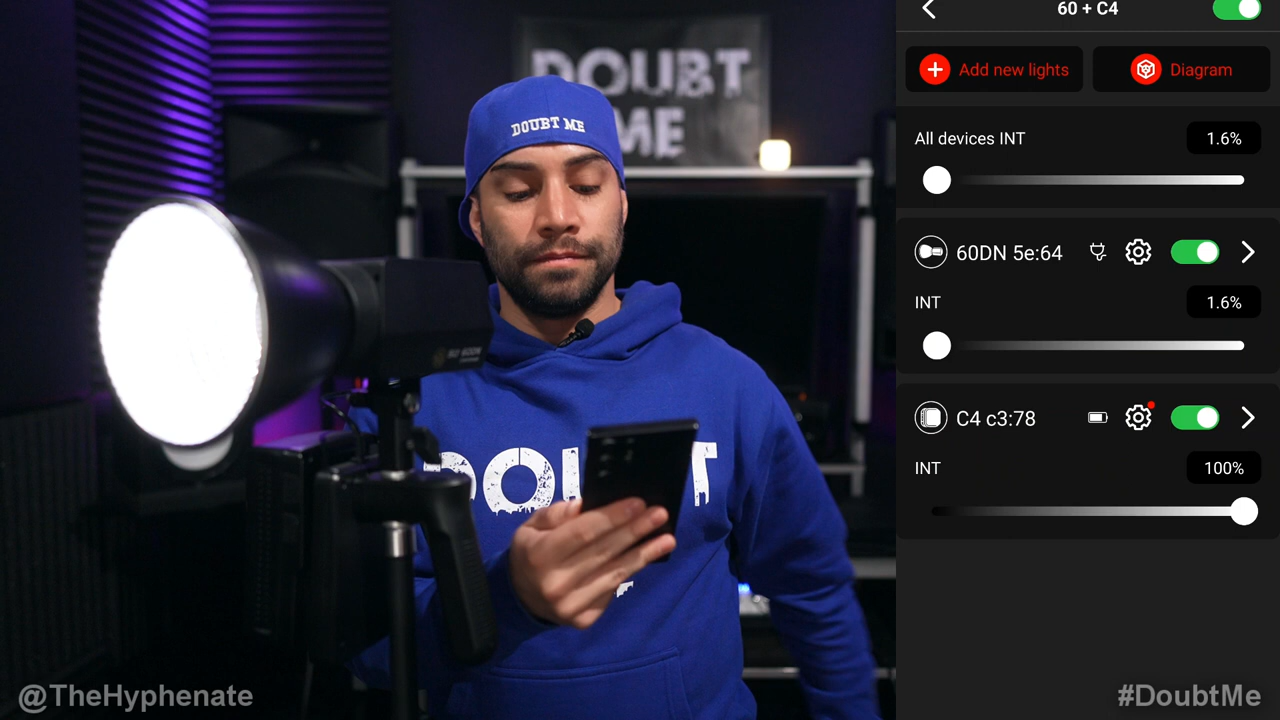 DOUBT
ME
DOUBT ME
@TheHyphenate
60 + C4
Add new lights
Diagram
All devices INT
1.6%
60DN 5e:64
INT
1.6%
C4 c3:78
INT
100%
#DoubtMe